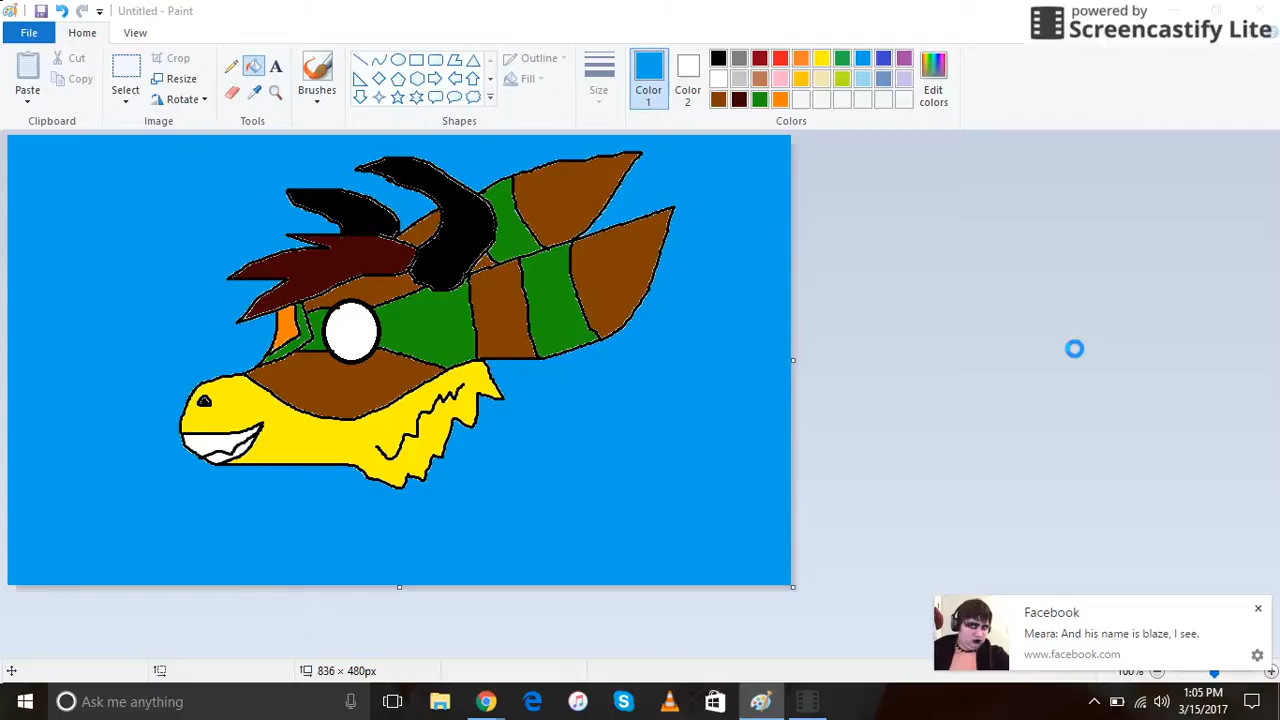 Untitled - Paint
powered by
Screencastify Lite
File
Home
View
Paste
Cut
Copy
Select
Crop
Resize
Rotate
A
Brushes
Outline
Fill
Size
Color
1
Color
2
Edit
colors
Clipboard
Image
Tools
Shapes
Colors
Facebook
Meara: And his name is blaze, I see.
www.facebook.com
836 × 480px
100%
Ask me anything
1:05 PM
3/15/2017